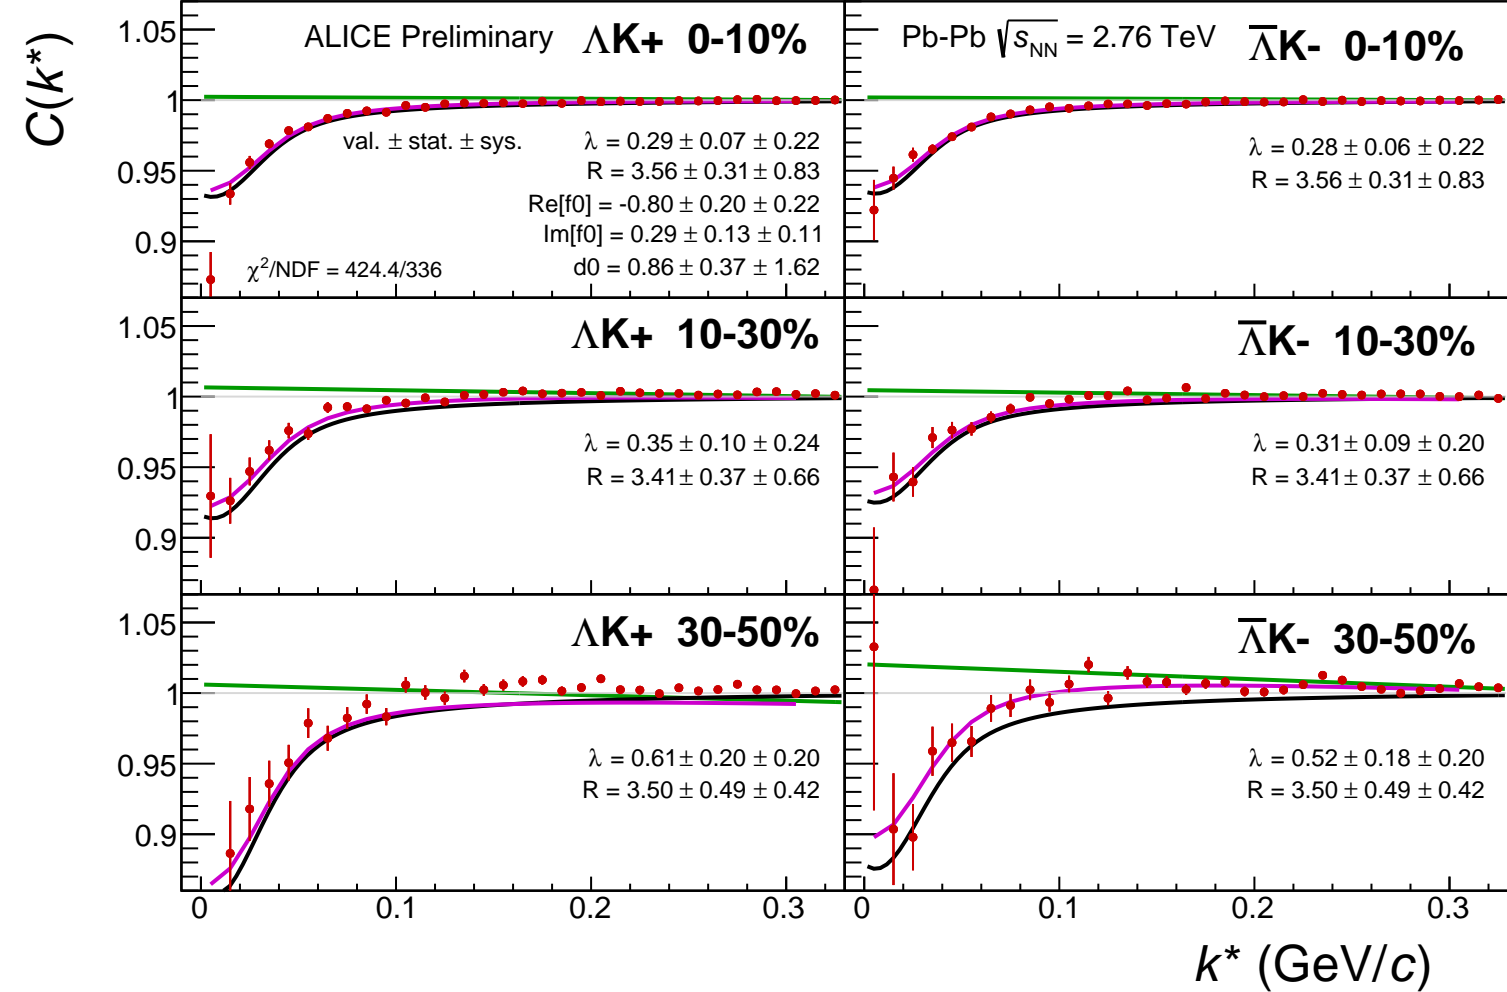 C(k*)
ALICE Preliminary ΛK+ 0-10%
1.05
1
0.95
0.9
val. ± stat. ± sys.
λ = 0.29 ± 0.07 ± 0.22
R = 3.56 ± 0.31 ± 0.83
Re[f0] = -0.80 ± 0.20 ± 0.22
Im[f0] = 0.29 ± 0.13 ± 0.11
χ²/NDF = 424.4/336
d0 = 0.86 ± 0.37 ± 1.62
Pb-Pb √s_NN = 2.76 TeV Λ̅K- 0-10%
λ = 0.28 ± 0.06 ± 0.22
R = 3.56 ± 0.31 ± 0.83
ΛK+ 10-30%
1.05
1
0.95
0.9
λ = 0.35 ± 0.10 ± 0.24
R = 3.41 ± 0.37 ± 0.66
Λ̅K- 10-30%
λ = 0.31 ± 0.09 ± 0.20
R = 3.41 ± 0.37 ± 0.66
ΛK+ 30-50%
1.05
1
0.95
0.9
λ = 0.61 ± 0.20 ± 0.20
R = 3.50 ± 0.49 ± 0.42
Λ̅K- 30-50%
λ = 0.52 ± 0.18 ± 0.20
R = 3.50 ± 0.49 ± 0.42
0 0.1 0.2 0.3 0 0.1 0.2 0.3
k* (GeV/c)